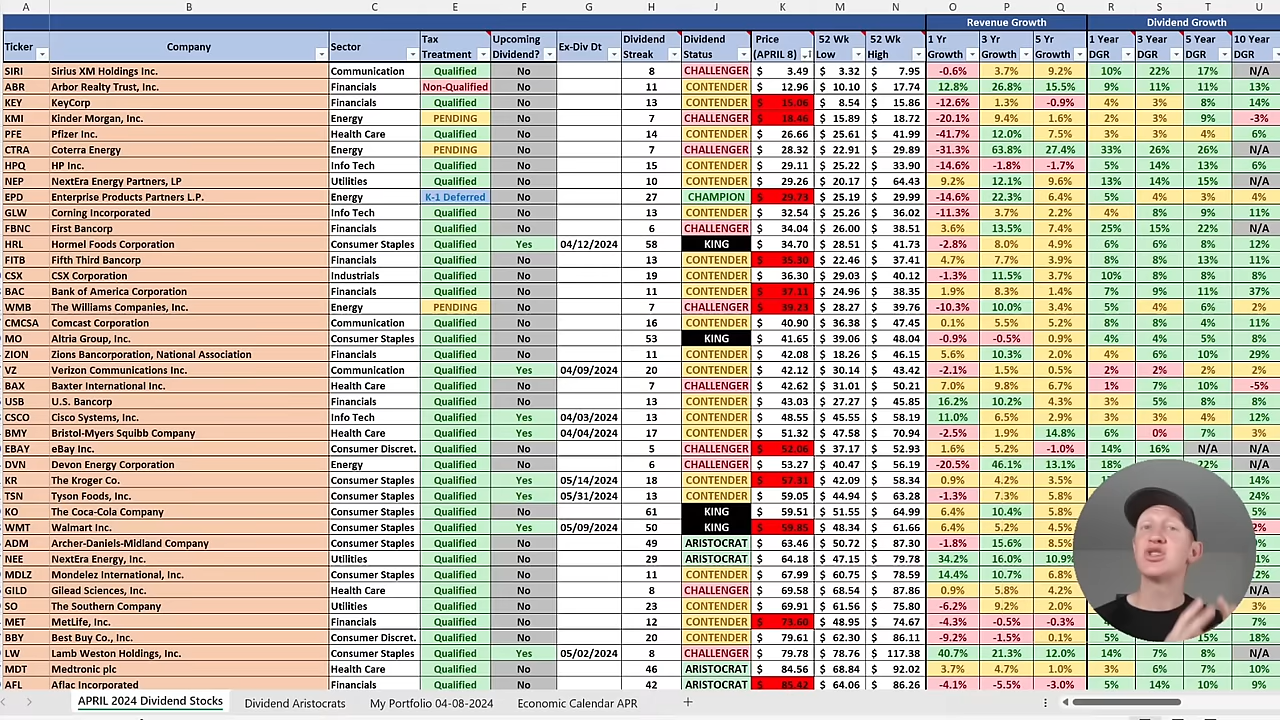 A B C E F G H J K M N O P Q R S T U
Revenue Growth Dividend Growth
Ticker Company Sector Tax Treatment Upcoming Dividend? Ex-Div Dt Dividend Streak Dividend Status Price (APRIL 8) 52 Wk Low 52 Wk High 1 Yr Growth 3 Yr Growth 5 Yr Growth 1 Year DGR 3 Year DGR 5 Year DGR 10 Year DGR
SIRI Sirius XM Holdings Inc. Communication Qualified No 8 CHALLENGER $ 3.49 $ 3.32 $ 7.95 -0.6% 3.7% 9.2% 10% 22% 17% N/A
ABR Arbor Realty Trust, Inc. Financials Non-Qualified No 11 CONTENDER $ 12.96 $ 10.10 $ 17.74 12.8% 26.8% 15.5% 9% 11% 11% 13%
KEY KeyCorp Financials Qualified No 13 CONTENDER $ 15.06 $ 8.54 $ 15.86 -12.6% 1.3% -0.9% 4% 3% 8% 14%
KMI Kinder Morgan, Inc. Energy PENDING No 7 CHALLENGER $ 18.46 $ 15.89 $ 18.72 -20.1% 9.4% 1.6% 2% 3% 9% -3%
PFE Pfizer Inc. Health Care Qualified No 14 CONTENDER $ 26.66 $ 25.61 $ 41.99 -41.7% 12.0% 7.5% 3% 3% 4% 6%
CTRA Coterra Energy Energy PENDING No 7 CHALLENGER $ 28.32 $ 22.91 $ 29.89 -31.3% 63.8% 27.4% 33% 26% 26% N/A
HPQ HP Inc. Info Tech Qualified No 15 CONTENDER $ 29.11 $ 25.22 $ 33.90 -14.6% -1.8% -1.7% 5% 14% 13% 6%
NEP NextEra Energy Partners, LP Utilities Qualified No 10 CONTENDER $ 29.26 $ 20.17 $ 64.43 9.2% 12.1% 9.6% 13% 14% 15% N/A
EPD Enterprise Products Partners L.P. Energy K-1 Deferred No 27 CHAMPION $ 29.73 $ 25.19 $ 29.99 -14.6% 22.3% 6.4% 5% 4% 3% 4%
GLW Corning Incorporated Info Tech Qualified No 13 CONTENDER $ 32.54 $ 25.26 $ 36.02 -11.3% 3.7% 2.2% 4% 8% 9% 11%
FBNC First Bancorp Financials Qualified No 6 CHALLENGER $ 34.04 $ 26.00 $ 38.51 3.6% 13.5% 7.4% 25% 15% 22% N/A
HRL Hormel Foods Corporation Consumer Staples Qualified Yes 04/12/2024 58 KING $ 34.70 $ 28.51 $ 41.73 -2.8% 8.0% 4.9% 6% 6% 8% 12%
FITB Fifth Third Bancorp Financials Qualified No 13 CONTENDER $ 35.30 $ 22.46 $ 37.41 4.7% 7.7% 3.9% 8% 8% 13% 11%
CSX CSX Corporation Industrials Qualified No 19 CONTENDER $ 36.30 $ 29.03 $ 40.12 -1.3% 11.5% 3.7% 10% 8% 8% 8%
BAC Bank of America Corporation Financials Qualified No 11 CONTENDER $ 37.11 $ 24.96 $ 38.35 1.9% 8.3% 1.4% 7% 9% 11% 37%
WMB The Williams Companies, Inc. Energy PENDING No 7 CHALLENGER $ 39.23 $ 28.27 $ 39.76 -10.3% 10.0% 3.4% 5% 4% 6% 2%
CMCSA Comcast Corporation Communication Qualified No 16 CONTENDER $ 40.90 $ 36.38 $ 47.45 0.1% 5.5% 5.2% 8% 8% 4% 11%
MO Altria Group, Inc. Consumer Staples Qualified No 53 KING $ 41.65 $ 39.06 $ 48.04 -0.9% -0.5% 0.9% 4% 4% 5% 8%
ZION Zions Bancorporation, National Association Financials Qualified No 11 CONTENDER $ 42.08 $ 18.26 $ 46.15 5.6% 10.3% 2.0% 4% 6% 10% 29%
VZ Verizon Communications Inc. Communication Qualified Yes 04/09/2024 20 CONTENDER $ 42.12 $ 30.14 $ 43.42 -2.1% 1.5% 0.5% 2% 2% 2% 2%
BAX Baxter International Inc. Health Care Qualified No 7 CHALLENGER $ 42.62 $ 31.01 $ 50.21 7.0% 9.8% 6.7% 1% 7% 10% -5%
USB U.S. Bancorp Financials Qualified No 13 CONTENDER $ 43.03 $ 27.27 $ 45.85 16.2% 10.2% 4.3% 3% 5% 8% 8%
CSCO Cisco Systems, Inc. Info Tech Qualified Yes 04/03/2024 13 CONTENDER $ 48.55 $ 45.55 $ 58.19 11.0% 6.5% 2.9% 3% 3% 4% 12%
BMY Bristol-Myers Squibb Company Health Care Qualified Yes 04/04/2024 17 CONTENDER $ 51.32 $ 47.58 $ 70.94 -2.5% 1.9% 14.8% 6% 0% 7% 3%
EBAY eBay Inc. Consumer Discret. Qualified No 5 CHALLENGER $ 52.06 $ 37.17 $ 52.93 1.6% 5.2% -1.0% 14% 16% N/A N/A
DVN Devon Energy Corporation Energy Qualified No 6 CHALLENGER $ 53.27 $ 40.47 $ 56.19 -20.5% 46.1% 13.1% 18% 22%
KR The Kroger Co. Consumer Staples Qualified Yes 05/14/2024 18 CONTENDER $ 57.31 $ 42.09 $ 58.34 0.9% 4.2% 3.5% 14%
TSN Tyson Foods, Inc. Consumer Staples Qualified Yes 05/31/2024 13 CONTENDER $ 59.05 $ 44.94 $ 63.28 -1.3% 7.3% 5.8% 24%
KO The Coca-Cola Company Consumer Staples Qualified No 61 KING $ 59.51 $ 51.55 $ 64.99 6.4% 10.4% 5.8% 5%
WMT Walmart Inc. Consumer Staples Qualified Yes 05/09/2024 50 KING $ 59.85 $ 48.34 $ 61.66 6.4% 5.2% 4.5% 2%
ADM Archer-Daniels-Midland Company Consumer Staples Qualified No 49 ARISTOCRAT $ 63.46 $ 50.72 $ 87.30 -1.8% 15.6% 8.5%
NEE NextEra Energy, Inc. Utilities Qualified No 29 ARISTOCRAT $ 64.18 $ 47.15 $ 79.78 34.2% 16.0% 10.9%
MDLZ Mondelez International, Inc. Consumer Staples Qualified No 11 CONTENDER $ 67.99 $ 60.75 $ 78.59 14.4% 10.7% 6.8%
GILD Gilead Sciences, Inc. Health Care Qualified No 8 CHALLENGER $ 69.58 $ 68.54 $ 87.86 0.9% 5.8% 4.2% N/A
SO The Southern Company Utilities Qualified No 23 CONTENDER $ 69.91 $ 61.56 $ 75.80 -6.2% 9.2% 2.0% 3%
MET MetLife, Inc. Financials Qualified No 12 CONTENDER $ 73.60 $ 48.95 $ 74.67 -4.3% -0.5% -0.3% 7%
BBY Best Buy Co., Inc. Consumer Discret. Qualified No 20 CONTENDER $ 79.61 $ 62.30 $ 86.11 -9.2% -1.5% 0.1% 5% 15% 18%
LW Lamb Weston Holdings, Inc. Consumer Staples Qualified Yes 05/02/2024 8 CHALLENGER $ 79.78 $ 78.76 $ 117.38 40.7% 21.3% 12.0% 14% 7% 8% N/A
MDT Medtronic plc Health Care Qualified No 46 ARISTOCRAT $ 84.56 $ 68.84 $ 92.02 3.7% 4.7% 1.0% 3% 6% 7% 10%
AFL Aflac Incorporated Financials Qualified No 42 ARISTOCRAT $ 85.42 $ 64.06 $ 86.26 -4.1% -5.5% -3.0% 5% 14% 10% 9%
APRIL 2024 Dividend Stocks Dividend Aristocrats My Portfolio 04-08-2024 Economic Calendar APR